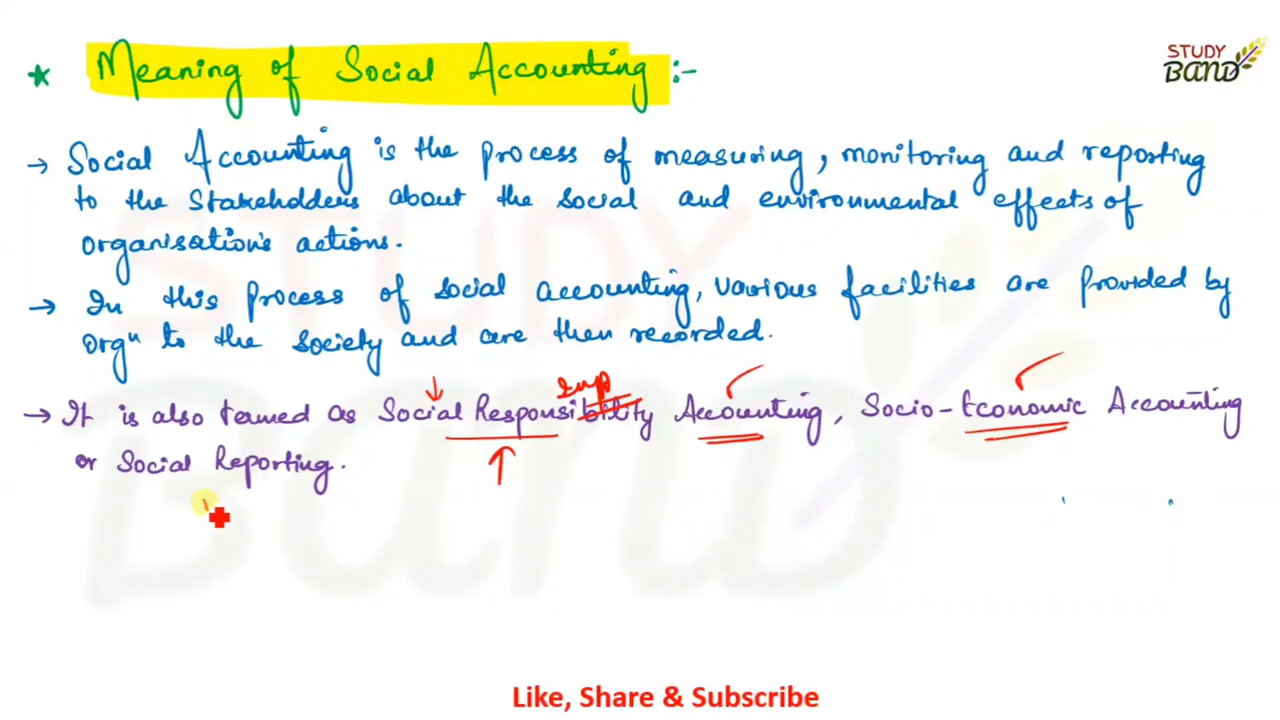 STUDY
BAND
* Meaning of Social Accounting :-
→ Social Accounting is the process of measuring, monitoring and reporting
to the Stakeholders about the Social and environmental effects of
organisation's actions.
→ In this process of social accounting, various facilities are provided by
orgⁿ to the society and are then recorded.
Imp
→ It is also termed as Social Responsibility Accounting, Socio-Economic Accounting
or Social Reporting.
STUDY
BAND
Like, Share & Subscribe